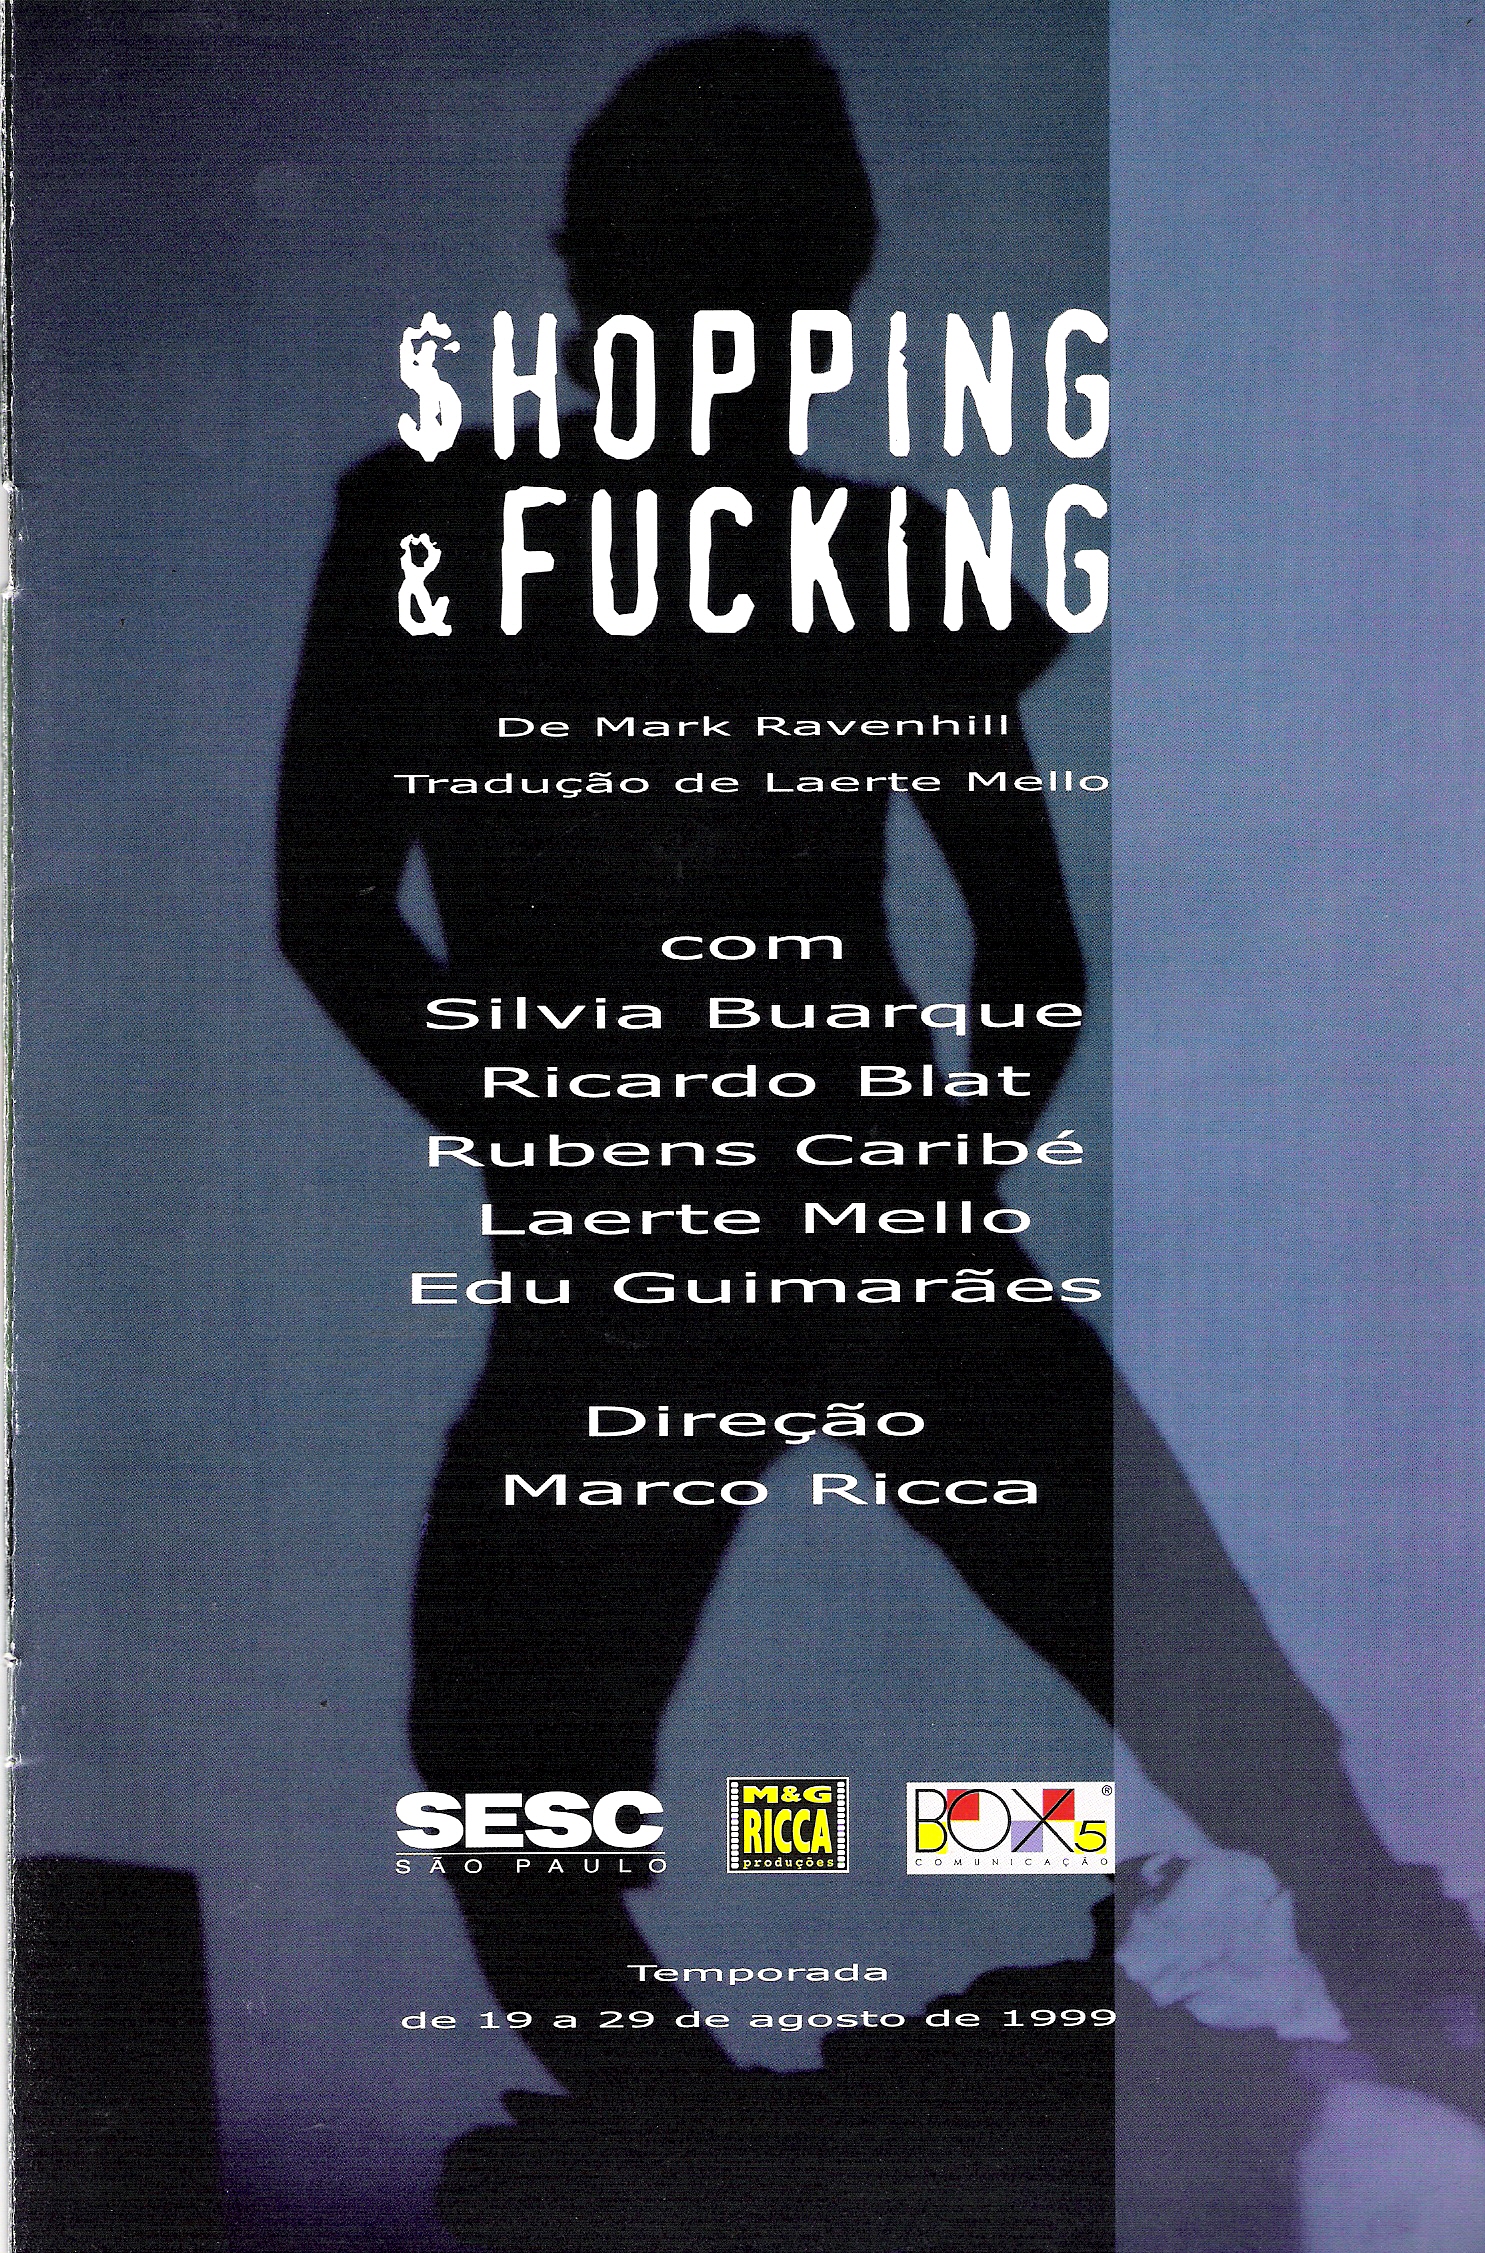 $HOPPING
& FUCKING
De Mark Ravenhill
Tradução de Laerte Mello
com
Silvia Buarque
Ricardo Blat
Rubens Caribé
Laerte Mello
Edu Guimarães
Direção
Marco Ricca
SESC
SÃO PAULO
M&G
RICCA
produções
BOX5®
COMUNICAÇÃO
Temporada
de 19 a 29 de agosto de 1999